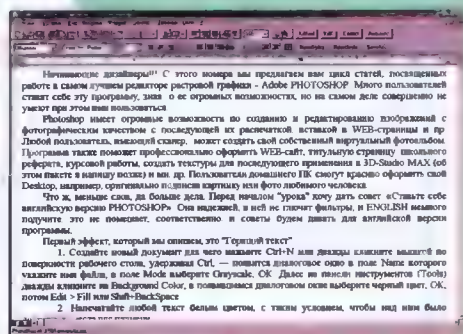 Начинающие дизайнеры!!! С этого номера мы предлагаем вам цикл статей, посвященных
работе в самом лучшем редакторе растровой графики - Adobe PHOTOSHOP Много пользователей
ставят себе эту программу, зная о ее огромных возможностях, но на самом деле совершенно не
умеют при этом ими пользоваться
Photoshop имеет огромные возможности по созданию и редактированию изображений с
фотографическим качеством с последующей их распечаткой, вставкой в WEB-страницы и пр
Любой пользователь, имеющий сканер, может создать свой собственный виртуальный фотоальбом.
Программа также поможет профессионально оформить WEB-сайт, титульную страницу школьного
реферата, курсовой работы, создать текстуры для последующего применения в 3D-Studio MAX (об
этом пакете я напишу позже) и мн. др. Пользователи домашнего ПК смогут красиво оформить свой
Desktop, например, оригинально подписав картинку или фото любимого человека
Что ж, меньше слов, да больше дела. Перед началом "урока" хочу дать совет «Ставьте себе
английскую версию PHOTOSHOP» Она надежней, в ней не глючат фильтры, и ENGLISH немного
подучите это не помешает, соответственно и советы будем давать для английской версии
программы.
Первый эффект, который мы опишем, это "Горящий текст"
1. Создайте новый документ для чего нажмите Ctrl+N или дважды кликните мышкой по
поверхности рабочего стола, удерживая Ctrl, — появится диалоговое окно в поле Name которого
укажите имя файла, в поле Mode выберите Grayscale, OK Далее на панели инструментов (Tools)
дважды кликните на Background Color, в появившемся диалоговом окне выберите черный цвет, OK,
потом Edit > Fill или Shift+BackSpace
2 Напечатайте любой текст белым цветом, с таким условием, чтобы над ним было